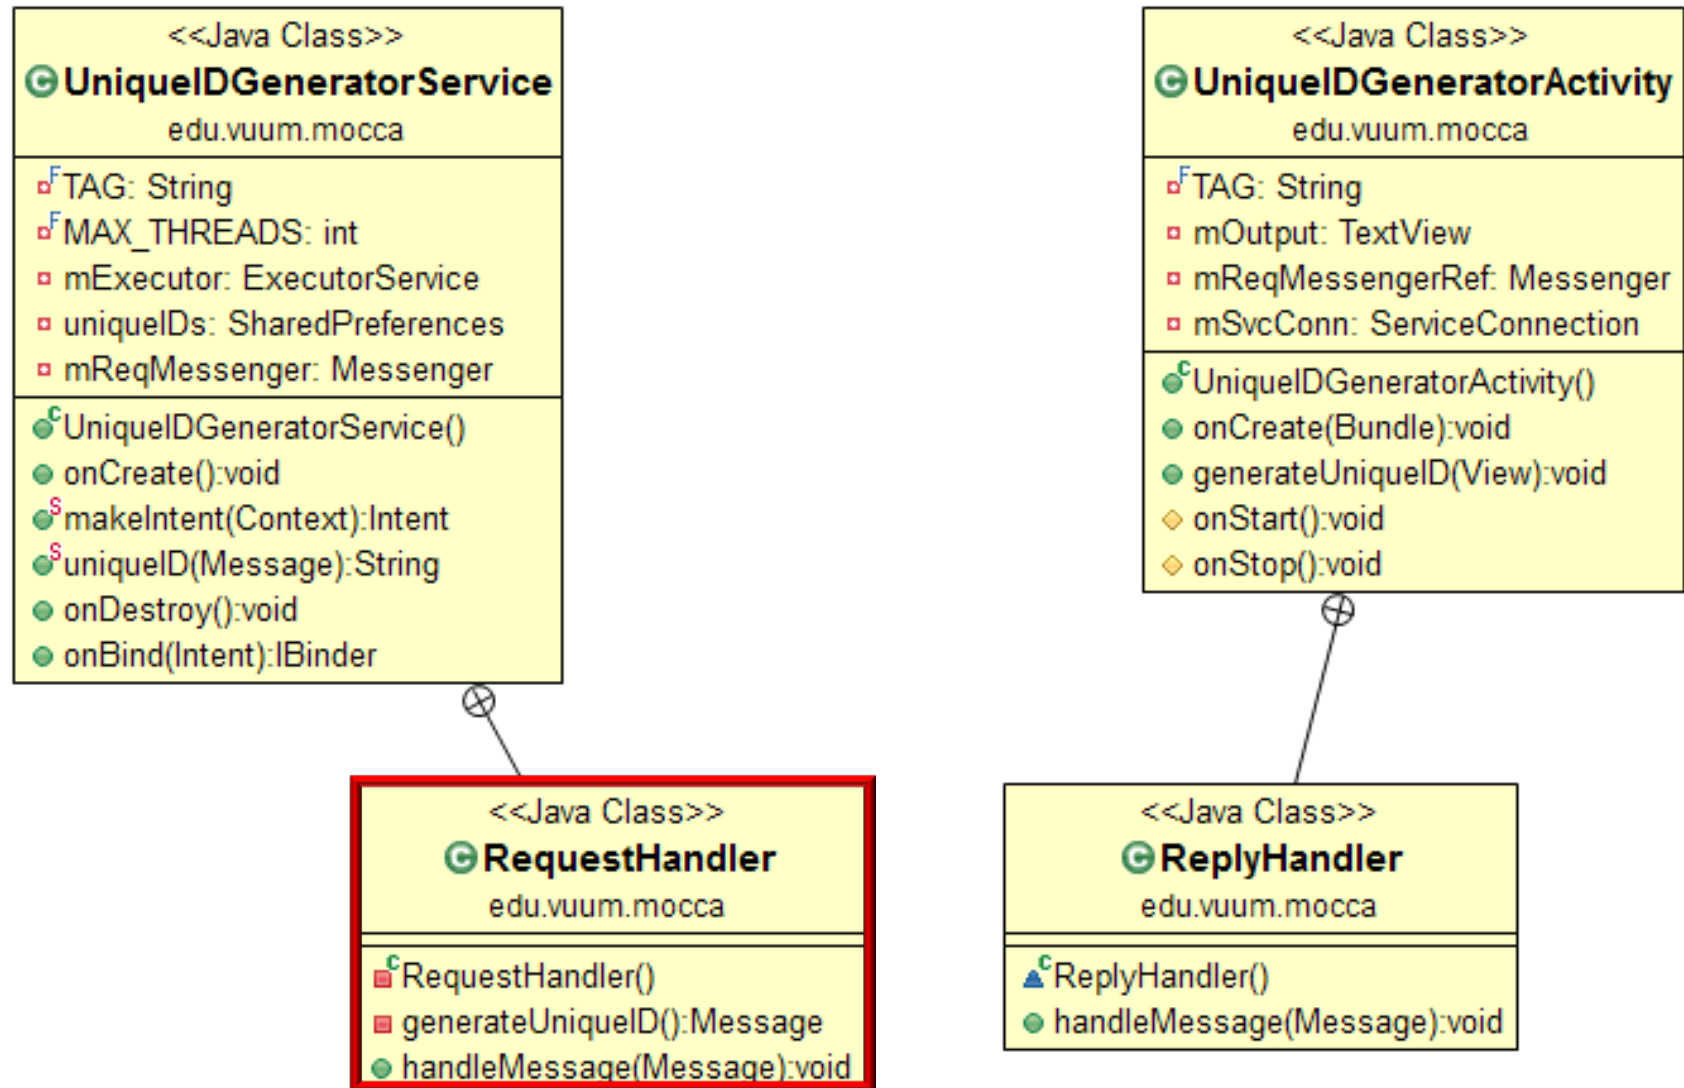 <<Java Class>>
UniqueIDGeneratorService
edu.vuum.mocca
TAG: String
MAX_THREADS: int
mExecutor: ExecutorService
uniqueIDs: SharedPreferences
mReqMessenger: Messenger
UniqueIDGeneratorService()
onCreate():void
makeIntent(Context):Intent
uniqueID(Message):String
onDestroy():void
onBind(Intent):IBinder
<<Java Class>>
UniqueIDGeneratorActivity
edu.vuum.mocca
TAG: String
mOutput: TextView
mReqMessengerRef: Messenger
mSvcConn: ServiceConnection
UniqueIDGeneratorActivity()
onCreate(Bundle):void
generateUniqueID(View):void
onStart():void
onStop():void
<<Java Class>>
RequestHandler
edu.vuum.mocca
RequestHandler()
generateUniqueID():Message
handleMessage(Message):void
<<Java Class>>
ReplyHandler
edu.vuum.mocca
ReplyHandler()
handleMessage(Message):void